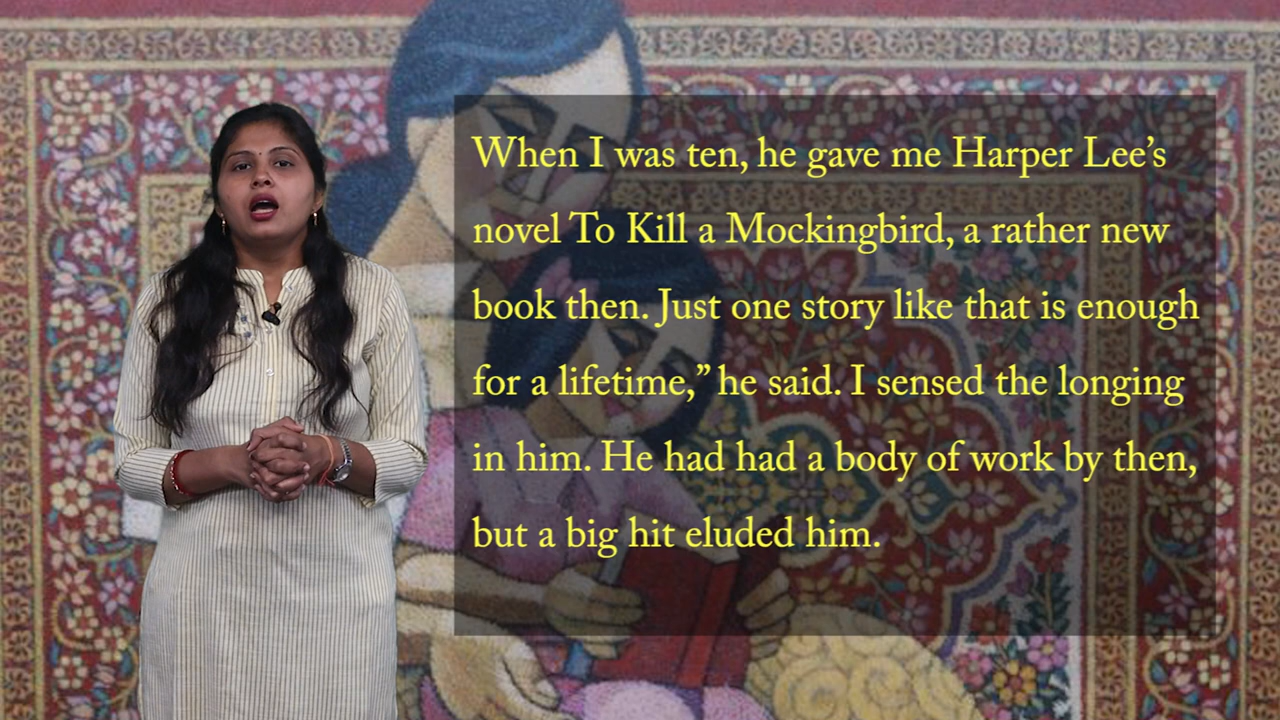 When I was ten, he gave me Harper Lee’s
novel To Kill a Mockingbird, a rather new
book then. Just one story like that is enough
for a lifetime,” he said. I sensed the longing
in him. He had had a body of work by then,
but a big hit eluded him.